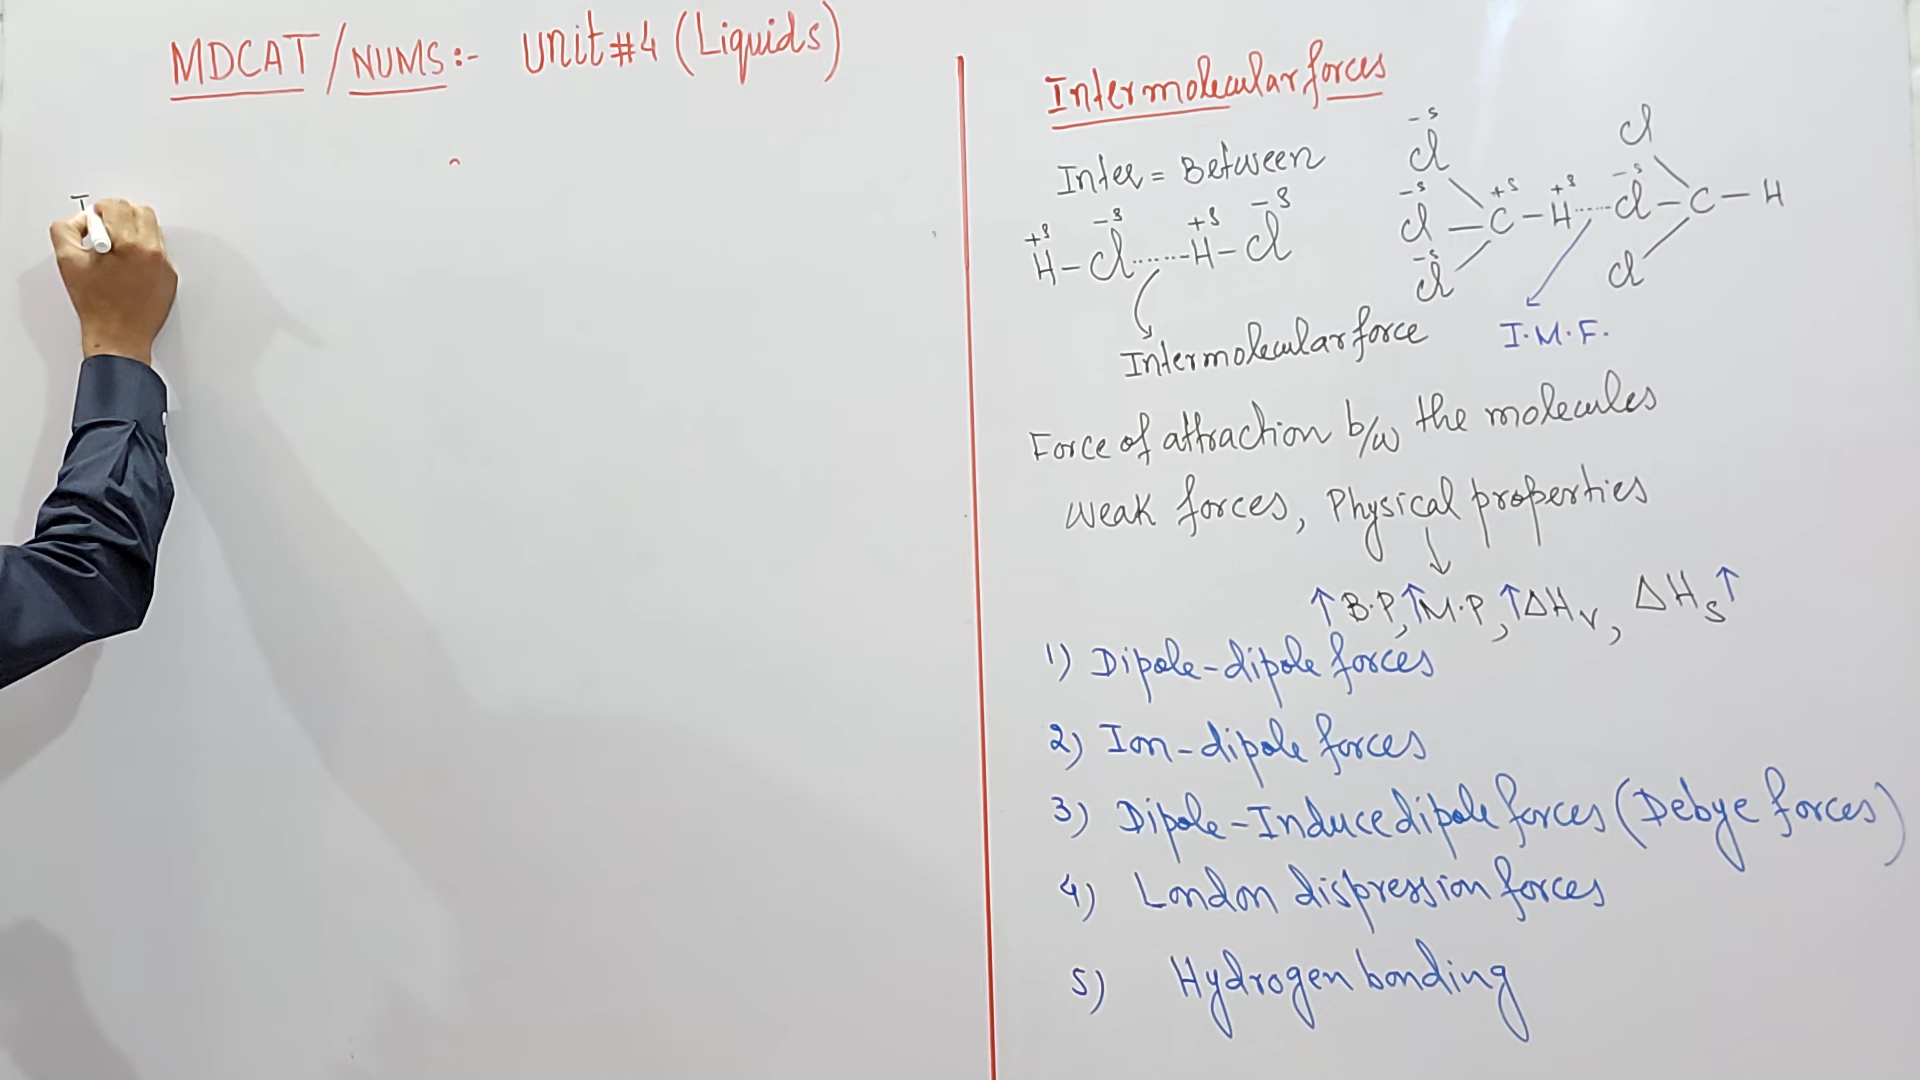 MDCAT/NUMS:- Unit#4 (Liquids)
I
Intermolecular forces
Inter = Between
+δ -δ +δ -δ
H-Cl......H-Cl
Intermolecular force
-δ
Cl Cl
-δ +δ +δ -δ
Cl-C-H......Cl-C-H
-δ
Cl Cl
I.M.F.
Force of attraction b/w the molecules
Weak forces, Physical properties
↓
↑B.P, ↑M.P, ↑ΔHv, ΔHs↑
1) Dipole-dipole forces
2) Ion-dipole forces
3) Dipole-Induce dipole forces (Debye forces)
4) London dispression forces
5) Hydrogen bonding